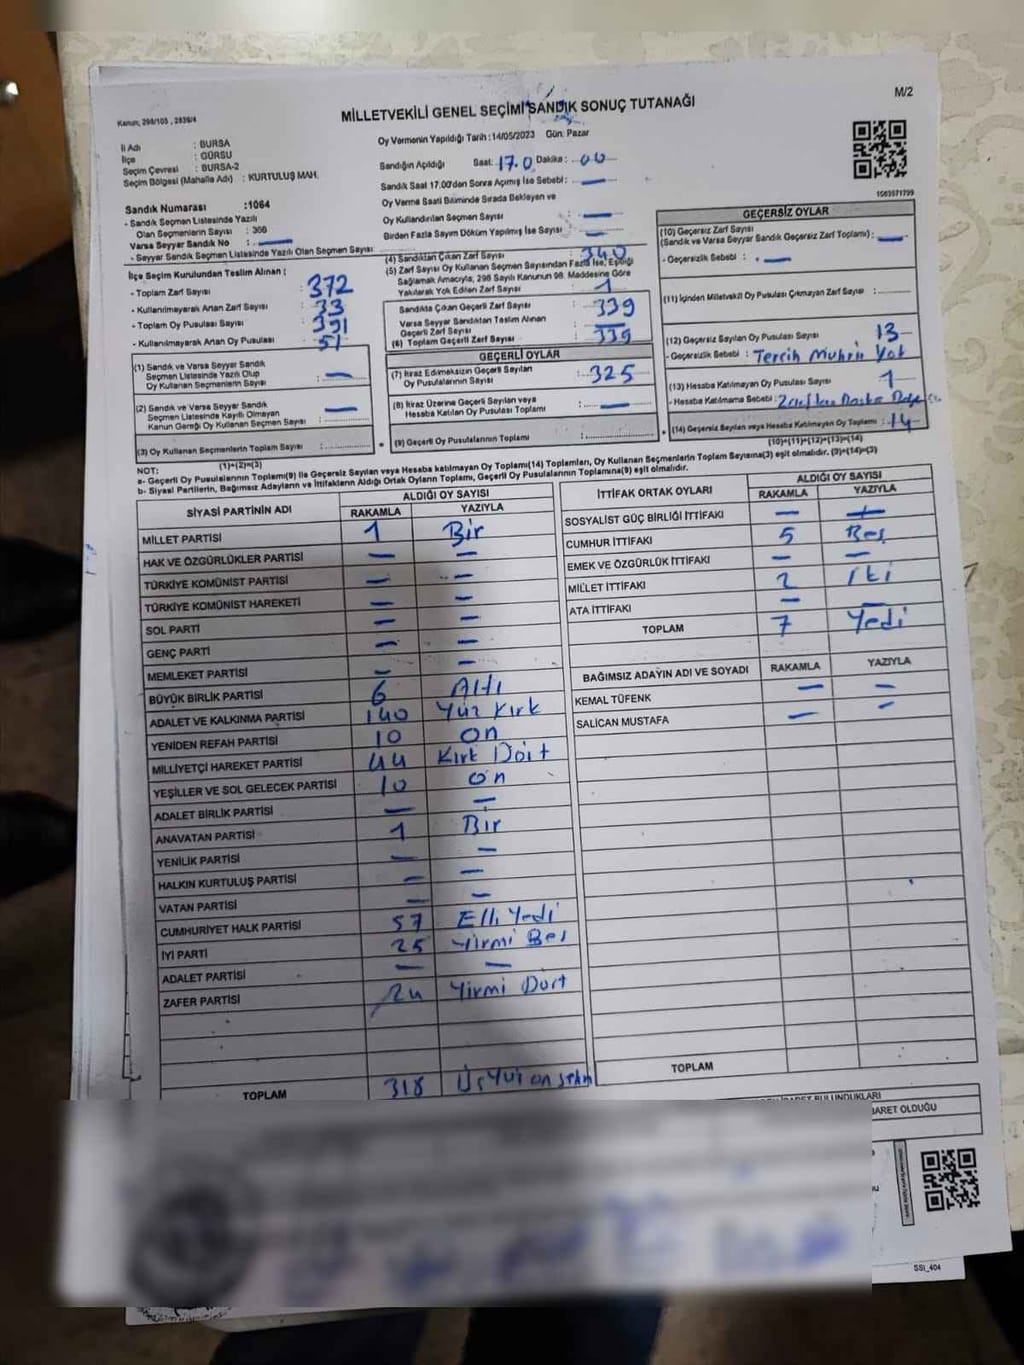 M/2
MİLLETVEKİLİ GENEL SEÇİMİ SANDIK SONUÇ TUTANAĞI
Kanun; 298/105 , 2839/4
İl Adı : BURSA
İlçe : GÜRSU
Seçim Çevresi : BURSA-2
Seçim Bölgesi (Mahalle Adı) : KURTULUŞ MAH.
Sandık Numarası :1064
- Sandık Seçmen Listesinde Yazılı
Olan Seçmenlerin Sayısı : 366
Varsa Seyyar Sandık No : —
- Seyyar Sandık Seçmen Listesinde Yazılı Olan Seçmen Sayısı:
Oy Vermenin Yapıldığı Tarih :14/05/2023 Gün. Pazar
Sandığın Açıldığı Saat: 17.0 Dakika : 00
Sandık Saat 17.00'den Sonra Açımış İse Sebebi : —
Oy Verme Saati Bitiminde Sırada Bekleyen ve
Oy Kullandırılan Seçmen Sayısı : —
Birden Fazla Sayım Döküm Yapılmış İse Sayısı : —
İlçe Seçim Kurulundan Teslim Alınan :
- Toplam Zarf Sayısı : 372
- Kullanılmayarak Artan Zarf Sayısı : 33
- Toplam Oy Pusulası Sayısı : 391
- Kullanılmayarak Artan Oy Pusulası : 51
(1) Sandık ve Varsa Seyyar Sandık
Seçmen Listesinde Yazılı Olup
Oy Kullanan Seçmenlerin Sayısı : —
(2) Sandık ve Varsa Seyyar Sandık
Seçmen Listesinde Kayıtlı Olmayan
Kanun Gereği Oy Kullanan Seçmen Sayısı : —
(3) Oy Kullanan Seçmenlerin Toplam Sayısı :
(1)+(2)=(3)
(4) Sandıktan Çıkan Zarf Sayısı : 340
(5) Zarf Sayısı Oy Kullanan Seçmen Sayısından Fazla İse, Eşitliği
Sağlamak Amacıyla; 298 Sayılı Kanunun 98. Maddesine Göre
Yakılarak Yok Edilen Zarf Sayısı : 1
Sandıkta Çıkan Geçerli Zarf Sayısı : 339
Varsa Seyyar Sandıktan Teslim Alınan
Geçerli Zarf Sayısı : —
(6) Toplam Geçerli Zarf Sayısı : 339
GEÇERLİ OYLAR
(7) İtiraz Edilmeksizin Geçerli Sayılan
Oy Pusulalarının Sayısı : 325
(8) İtiraz Üzerine Geçerli Sayılan veya
Hesaba Katılan Oy Pusulası Toplamı : —
(9) Geçerli Oy Pusulalarının Toplamı :
1503571799
GEÇERSİZ OYLAR
(10) Geçersiz Zarf Sayısı
(Sandık ve Varsa Seyyar Sandık Geçersiz Zarf Toplamı) : —
- Geçersizlik Sebebi : —
(11) İçinden Milletvekili Oy Pusulası Çıkmayan Zarf Sayısı :
(12) Geçersiz Sayılan Oy Pusulası Sayısı : 13
- Geçersizlik Sebebi : Tercih Mührü Yok
(13) Hesaba Katılmayan Oy Pusulası Sayısı : 1
- Hesaba Katılmama Sebebi :
(14) Geçersiz Sayılan veya Hesaba Katılmayan Oy Toplamı : 14
(10)+(11)+(12)+(13)=(14)
NOT:
a- Geçerli Oy Pusulalarının Toplamı(9) ile Geçersiz Sayılan veya Hesaba katılmayan Oy Toplamı(14) Toplamları, Oy Kullanan Seçmenlerin Toplam Sayısına(3) eşit olmalıdır. (9)+(14)=(3)
b- Siyasi Partilerin, Bağımsız Adayların ve İttifakların Aldığı Ortak Oyların Toplamı, Geçerli Oy Pusulalarının Toplamına(9) eşit olmalıdır.
SİYASİ PARTİNİN ADI ALDIĞI OY SAYISI
RAKAMLA YAZIYLA
MİLLET PARTİSİ 1 Bir
HAK VE ÖZGÜRLÜKLER PARTİSİ — —
TÜRKİYE KOMÜNİST PARTİSİ — —
TÜRKİYE KOMÜNİST HAREKETİ — —
SOL PARTİ — —
GENÇ PARTİ — —
MEMLEKET PARTİSİ — —
BÜYÜK BİRLİK PARTİSİ 6 Altı
ADALET VE KALKINMA PARTİSİ 140 Yüz Kırk
YENİDEN REFAH PARTİSİ 10 on
MİLLİYETÇİ HAREKET PARTİSİ 44 Kırk Dört
YEŞİLLER VE SOL GELECEK PARTİSİ 10 on
ADALET BİRLİK PARTİSİ — —
ANAVATAN PARTİSİ 1 Bir
YENİLİK PARTİSİ — —
HALKIN KURTULUŞ PARTİSİ — —
VATAN PARTİSİ — —
CUMHURİYET HALK PARTİSİ 57 Elli Yedi
İYİ PARTİ 25 Yirmi Beş
ADALET PARTİSİ — —
ZAFER PARTİSİ 24 Yirmi Dört
TOPLAM 318 Üç Yüz on sekiz
İTTİFAK ORTAK OYLARI ALDIĞI OY SAYISI
RAKAMLA YAZIYLA
SOSYALİST GÜÇ BİRLİĞİ İTTİFAKI — —
CUMHUR İTTİFAKI 5 Beş
EMEK VE ÖZGÜRLÜK İTTİFAKI — —
MİLLET İTTİFAKI 2 İki
ATA İTTİFAKI — —
TOPLAM 7 Yedi
BAĞIMSIZ ADAYIN ADI VE SOYADI RAKAMLA YAZIYLA
KEMAL TÜFENK — —
SALİCAN MUSTAFA — —
TOPLAM
BULUNDUKLARI
BARET OLDUĞU
SSI_404